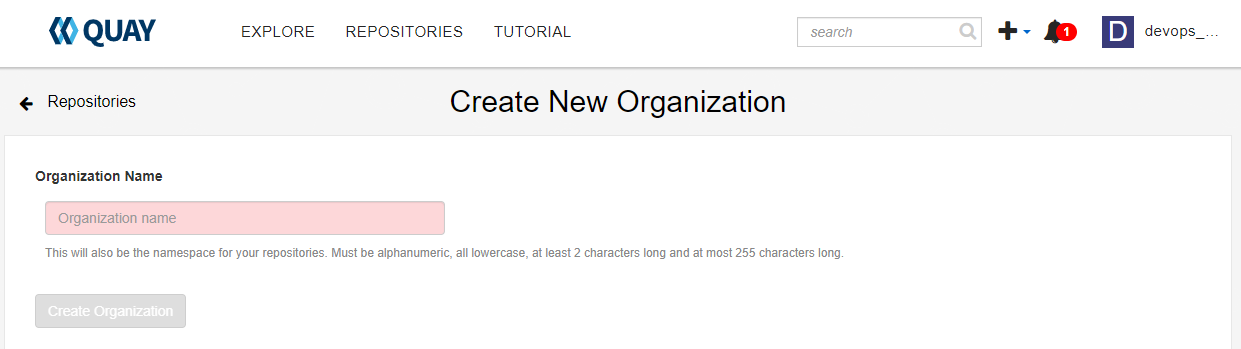 QUAY EXPLORE REPOSITORIES TUTORIAL search 1 D devops_...
Repositories Create New Organization
Organization Name
Organization name
This will also be the namespace for your repositories. Must be alphanumeric, all lowercase, at least 2 characters long and at most 255 characters long.
Create Organization